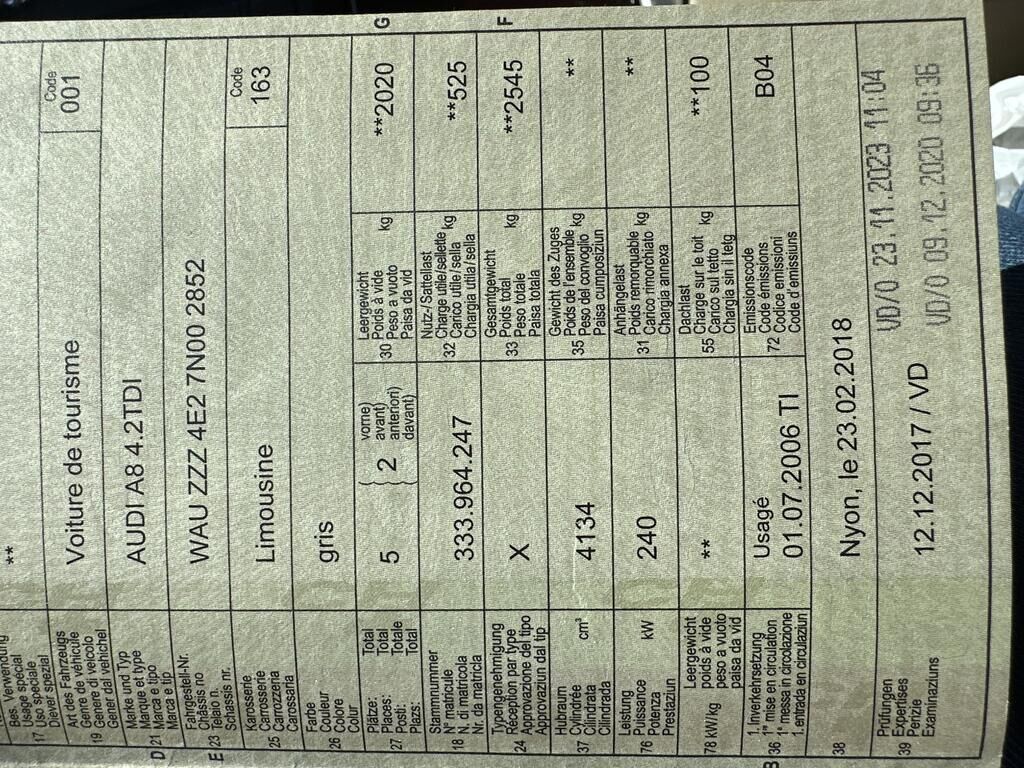 Bes. Verwendung
Usage spécial
17 Uso speciale
Diever spezial
**
Art des Fahrzeugs
Genre de véhicule
19 Genere di veicolo
Gener dal vehichel
Voiture de tourisme
Code
001
Marke und Typ
Marque et type
D 21 Marca e tipo
Marca e tip
AUDI A8 4.2TDI
Fahrgestell-Nr.
Châssis no
E 23 Telaio n.
Schassis nr.
WAU ZZZ 4E2 7N00 2852
Karosserie
Carrosserie
25 Carrozzeria
Carossaria
Limousine
Code
163
Farbe
Couleur
26 Colore
Colur
gris
Plätze: Total
Places: Total
27 Posti: Totale
Plazs: Total
5
2
vorne
avant
anteriori
davant
Leergewicht
30 Poids à vide kg
Peso a vuoto
Paisa da vid
**2020
G
Stammnummer
N° matricule
18 N. di matricola
Nr. da matricla
333.964.247
Nutz-/Sattellast
Charge utile/sellette
32 Carico utile/sella kg
Chargia utila/sella
**525
Typengenehmigung
Réception par type
24 Approvazione del tipo
Approvaziun dal tip
X
Gesamtgewicht
33 Poids total kg
Peso totale
Paisa totala
**2545
F
Hubraum
Cylindrée
37 Cilindrata cm³
Cilindrada
4134
Gewicht des Zuges
35 Poids de l'ensemble kg
Peso del convoglio
Paisa cumposiziun
**
Leistung
Puissance
76 Potenza kW
Prestaziun
240
Anhängelast
31 Poids remorquable kg
Carico rimorchiato
Chargia annexa
**
Leergewicht
78 kW/kg poids à vide
peso a vuoto
paisa da vid
**
Dachlast
55 Charge sur le toit kg
Carico sul tetto
Chargia sin il tetg
**100
1. Inverkehrsetzung
B 36 1re mise en circulation
1a messa in circolazione
1. entrada en circulaziun
Usagé
01.07.2006 TI
Emissionscode
72 Code émissions
Codice emissioni
Code d'emissiuns
B04
38
Nyon, le 23.02.2018
Prüfungen
Expertises
39 Perizie
Examinaziuns
12.12.2017 / VD
VD/0 23.11.2023 11:04
VD/0 09.12.2020 09:36